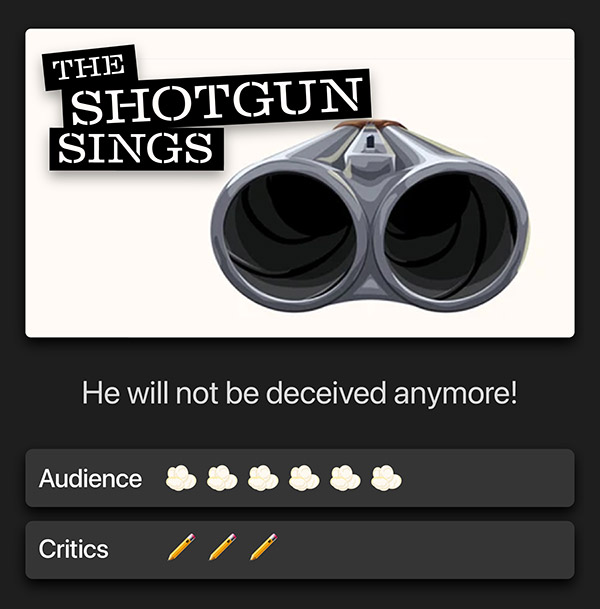 THE
SHOTGUN
SINGS
He will not be deceived anymore!
Audience
Critics